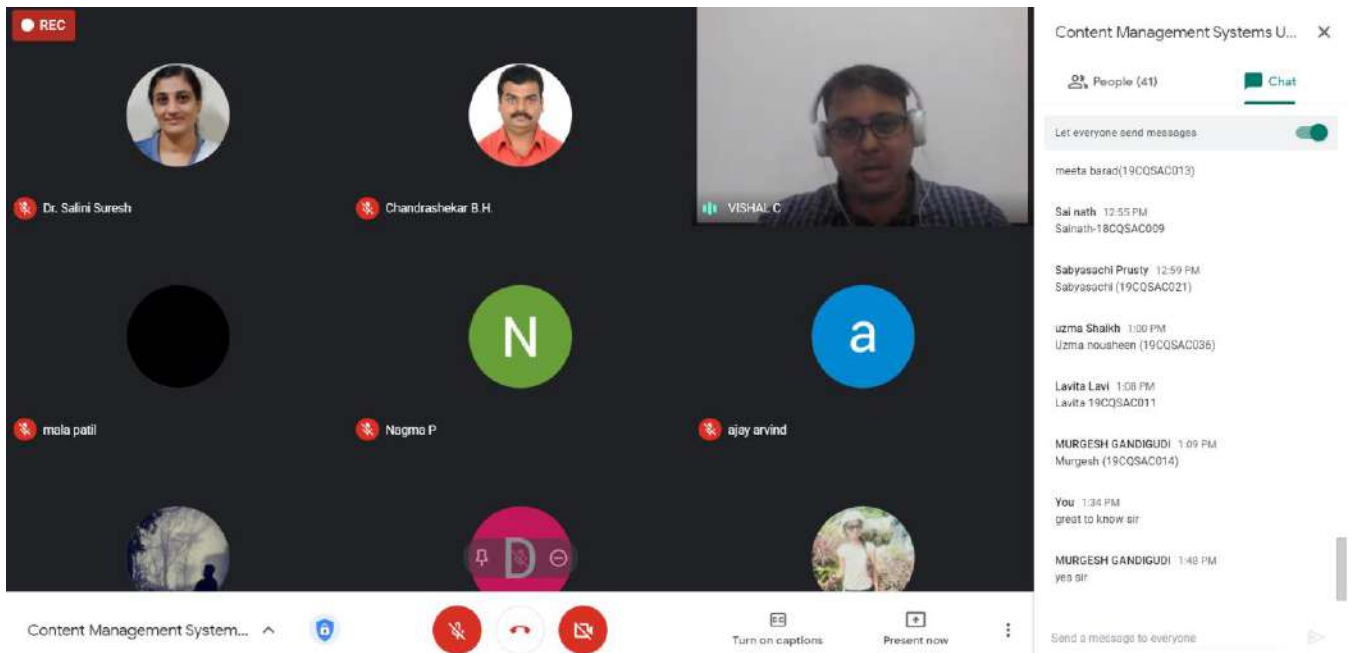 REC
Dr. Salini Suresh
Chandrashekar B.H.
VISHAL C
mala patil
N
Nagma P
a
ajay arvind
D
Content Management System...
Turn on captions
Present now
Content Management Systems U...
People (41)
Chat
Let everyone send messages
meeta barad(19CQSAC013)
Sai nath 12:55 PM
Sainath-18CQSAC009
Sabyasachi Prusty 12:59 PM
Sabyasachi (19CQSAC021)
uzma Shaikh 1:00 PM
Uzma nousheen (19CQSAC036)
Lavita Lavi 1:08 PM
Lavita 19CQSAC011
MURGESH GANDIGUDI 1:09 PM
Murgesh (19CQSAC014)
You 1:34 PM
great to know sir
MURGESH GANDIGUDI 1:48 PM
yes sir
Send a message to everyone